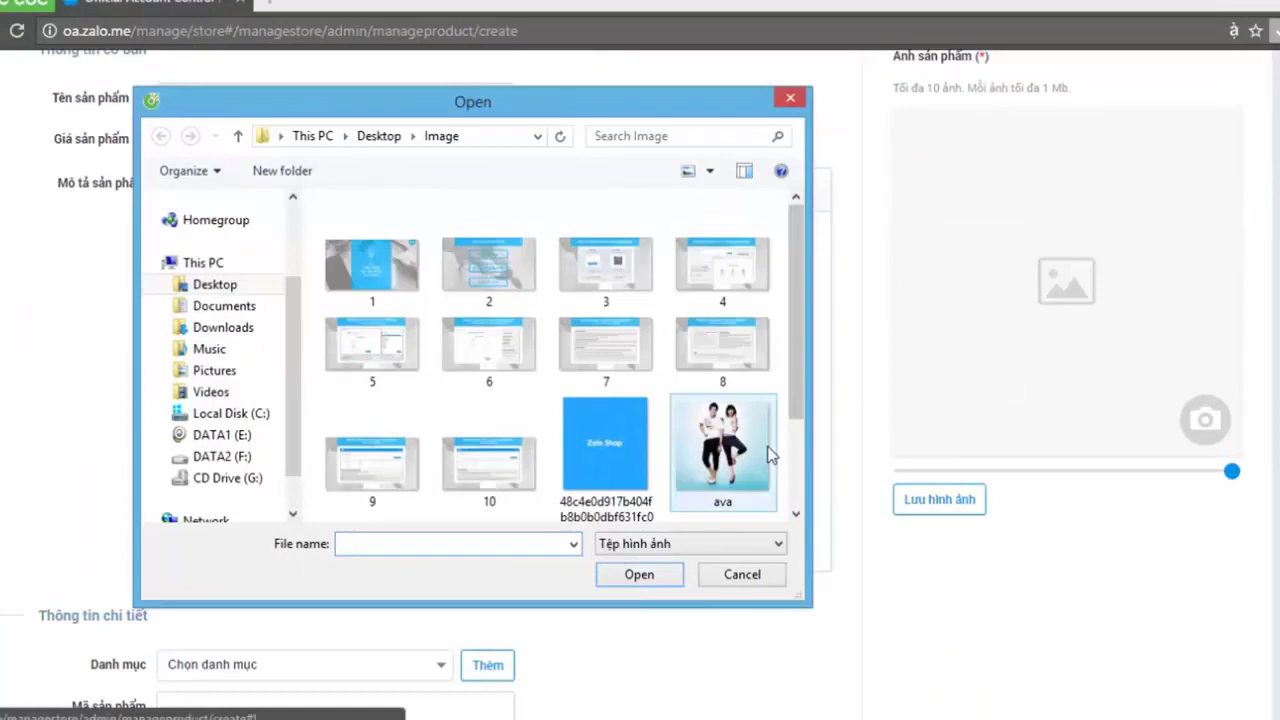 oa.zalo.me/manage/store#/managestore/admin/manageproduct/create
Thông tin cơ bản
Tên sản phẩm
Giá sản phẩm
Mô tả sản phẩ
Open
This PC Desktop Image
Search Image
Organize
New folder
Homegroup
This PC
Desktop
Documents
Downloads
Music
Pictures
Videos
Local Disk (C:)
DATA1 (E:)
DATA2 (F:)
CD Drive (G:)
Network
1
2
3
4
5
6
7
8
9
10
Zalo Shop
48c4e0d917b404f
b8b0b0dbf631fc0
ava
File name:
Tệp hình ảnh
Open
Cancel
Ảnh sản phẩm (*)
Tối đa 10 ảnh. Mỗi ảnh tối đa 1 Mb.
Lưu hình ảnh
Thông tin chi tiết
Danh mục
Chọn danh mục
Thêm
Mã sản phẩm